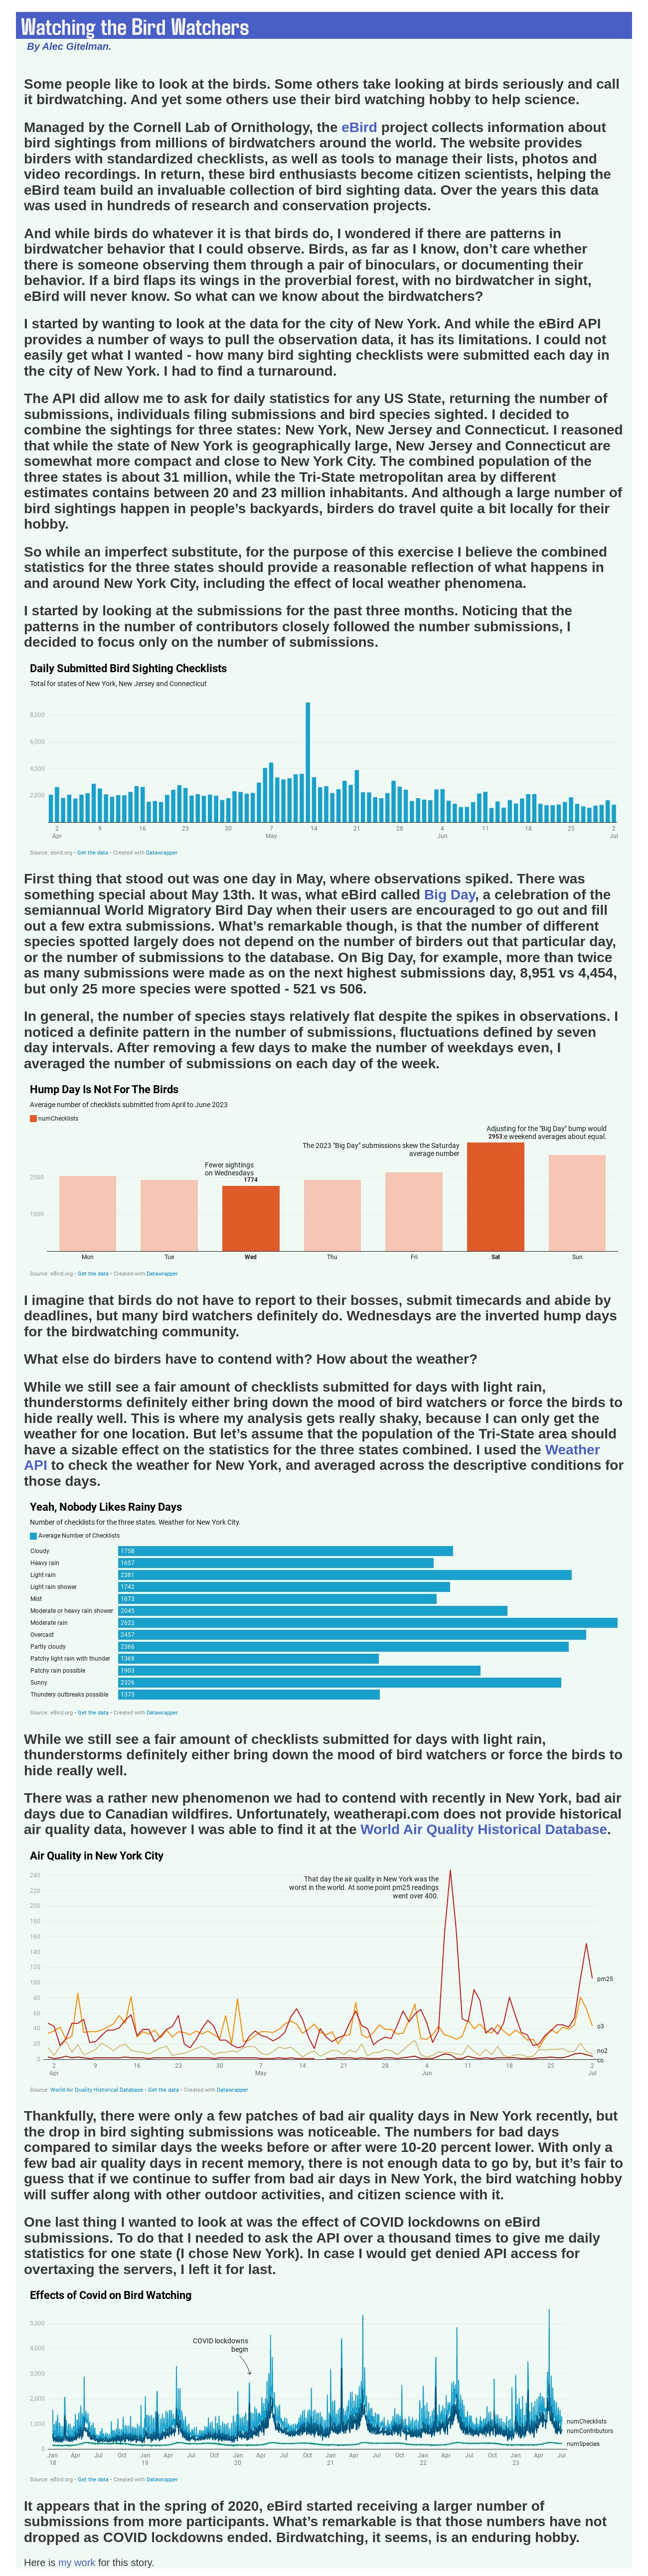 Watching the Bird Watchers
By Alec Gitelman.
Some people like to look at the birds. Some others take looking at birds seriously and call
it birdwatching. And yet some others use their bird watching hobby to help science.
Managed by the Cornell Lab of Ornithology, the eBird project collects information about
bird sightings from millions of birdwatchers around the world. The website provides
birders with standardized checklists, as well as tools to manage their lists, photos and
video recordings. In return, these bird enthusiasts become citizen scientists, helping the
eBird team build an invaluable collection of bird sighting data. Over the years this data
was used in hundreds of research and conservation projects.
And while birds do whatever it is that birds do, I wondered if there are patterns in
birdwatcher behavior that I could observe. Birds, as far as I know, don’t care whether
there is someone observing them through a pair of binoculars, or documenting their
behavior. If a bird flaps its wings in the proverbial forest, with no birdwatcher in sight,
eBird will never know. So what can we know about the birdwatchers?
I started by wanting to look at the data for the city of New York. And while the eBird API
provides a number of ways to pull the observation data, it has its limitations. I could not
easily get what I wanted - how many bird sighting checklists were submitted each day in
the city of New York. I had to find a turnaround.
The API did allow me to ask for daily statistics for any US State, returning the number of
submissions, individuals filing submissions and bird species sighted. I decided to
combine the sightings for three states: New York, New Jersey and Connecticut. I reasoned
that while the state of New York is geographically large, New Jersey and Connecticut are
somewhat more compact and close to New York City. The combined population of the
three states is about 31 million, while the Tri-State metropolitan area by different
estimates contains between 20 and 23 million inhabitants. And although a large number of
bird sightings happen in people’s backyards, birders do travel quite a bit locally for their
hobby.
So while an imperfect substitute, for the purpose of this exercise I believe the combined
statistics for the three states should provide a reasonable reflection of what happens in
and around New York City, including the effect of local weather phenomena.
I started by looking at the submissions for the past three months. Noticing that the
patterns in the number of contributors closely followed the number submissions, I
decided to focus only on the number of submissions.
Daily Submitted Bird Sighting Checklists
Total for states of New York, New Jersey and Connecticut
8,000
6,000
4,000
2,000
2 9 16 23 30 7 14 21 28 4 11 18 25 2
Apr May Jun Jul
Source: ebird.org • Get the data • Created with Datawrapper
First thing that stood out was one day in May, where observations spiked. There was
something special about May 13th. It was, what eBird called Big Day, a celebration of the
semiannual World Migratory Bird Day when their users are encouraged to go out and fill
out a few extra submissions. What’s remarkable though, is that the number of different
species spotted largely does not depend on the number of birders out that particular day,
or the number of submissions to the database. On Big Day, for example, more than twice
as many submissions were made as on the next highest submissions day, 8,951 vs 4,454,
but only 25 more species were spotted - 521 vs 506.
In general, the number of species stays relatively flat despite the spikes in observations. I
noticed a definite pattern in the number of submissions, fluctuations defined by seven
day intervals. After removing a few days to make the number of weekdays even, I
averaged the number of submissions on each day of the week.
Hump Day Is Not For The Birds
Average number of checklists submitted from April to June 2023
numChecklists
Adjusting for the "Big Day" bump would
2953.e weekend averages about equal.
The 2023 "Big Day" submissions skew the Saturday
average number
Fewer sightings
on Wednesdays
1774
2000
1000
Mon Tue Wed Thu Fri Sat Sun
Source: eBird.org • Get the data • Created with Datawrapper
I imagine that birds do not have to report to their bosses, submit timecards and abide by
deadlines, but many bird watchers definitely do. Wednesdays are the inverted hump days
for the birdwatching community.
What else do birders have to contend with? How about the weather?
While we still see a fair amount of checklists submitted for days with light rain,
thunderstorms definitely either bring down the mood of bird watchers or force the birds to
hide really well. This is where my analysis gets really shaky, because I can only get the
weather for one location. But let’s assume that the population of the Tri-State area should
have a sizable effect on the statistics for the three states combined. I used the Weather
API to check the weather for New York, and averaged across the descriptive conditions for
those days.
Yeah, Nobody Likes Rainy Days
Number of checklists for the three states. Weather for New York City.
Average Number of Checklists
Cloudy 1758
Heavy rain 1657
Light rain 2381
Light rain shower 1742
Mist 1673
Moderate or heavy rain shower 2045
Moderate rain 2622
Overcast 2457
Partly cloudy 2366
Patchy light rain with thunder 1369
Patchy rain possible 1903
Sunny 2326
Thundery outbreaks possible 1373
Source: eBird.org • Get the data • Created with Datawrapper
While we still see a fair amount of checklists submitted for days with light rain,
thunderstorms definitely either bring down the mood of bird watchers or force the birds to
hide really well.
There was a rather new phenomenon we had to contend with recently in New York, bad air
days due to Canadian wildfires. Unfortunately, weatherapi.com does not provide historical
air quality data, however I was able to find it at the World Air Quality Historical Database.
Air Quality in New York City
That day the air quality in New York was the
worst in the world. At some point pm25 readings
went over 400.
240
220
200
180
160
140
120
100
80
60
40
20
0
pm25
o3
no2
co
2 9 16 23 30 7 14 21 28 4 11 18 25 2
Apr May Jun Jul
Source: World Air Quality Historical Database • Get the data • Created with Datawrapper
Thankfully, there were only a few patches of bad air quality days in New York recently, but
the drop in bird sighting submissions was noticeable. The numbers for bad days
compared to similar days the weeks before or after were 10-20 percent lower. With only a
few bad air quality days in recent memory, there is not enough data to go by, but it’s fair to
guess that if we continue to suffer from bad air days in New York, the bird watching hobby
will suffer along with other outdoor activities, and citizen science with it.
One last thing I wanted to look at was the effect of COVID lockdowns on eBird
submissions. To do that I needed to ask the API over a thousand times to give me daily
statistics for one state (I chose New York). In case I would get denied API access for
overtaxing the servers, I left it for last.
Effects of Covid on Bird Watching
5,000
4,000
3,000
2,000
1,000
0
COVID lockdowns
begin
numChecklists
numContributors
numSpecies
Jan Apr Jul Oct Jan Apr Jul Oct Jan Apr Jul Oct Jan Apr Jul Oct Jan Apr Jul Oct Jan Apr Jul
18 19 20 21 22 23
Source: eBird.org • Get the data • Created with Datawrapper
It appears that in the spring of 2020, eBird started receiving a larger number of
submissions from more participants. What’s remarkable is that those numbers have not
dropped as COVID lockdowns ended. Birdwatching, it seems, is an enduring hobby.
Here is my work for this story.